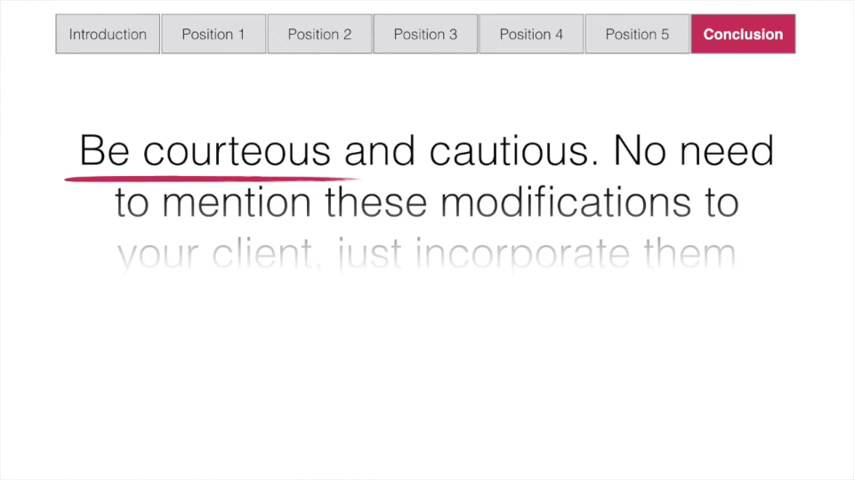 Introduction Position 1 Position 2 Position 3 Position 4 Position 5 Conclusion
Be courteous and cautious. No need
to mention these modifications to
your client, just incorporate them